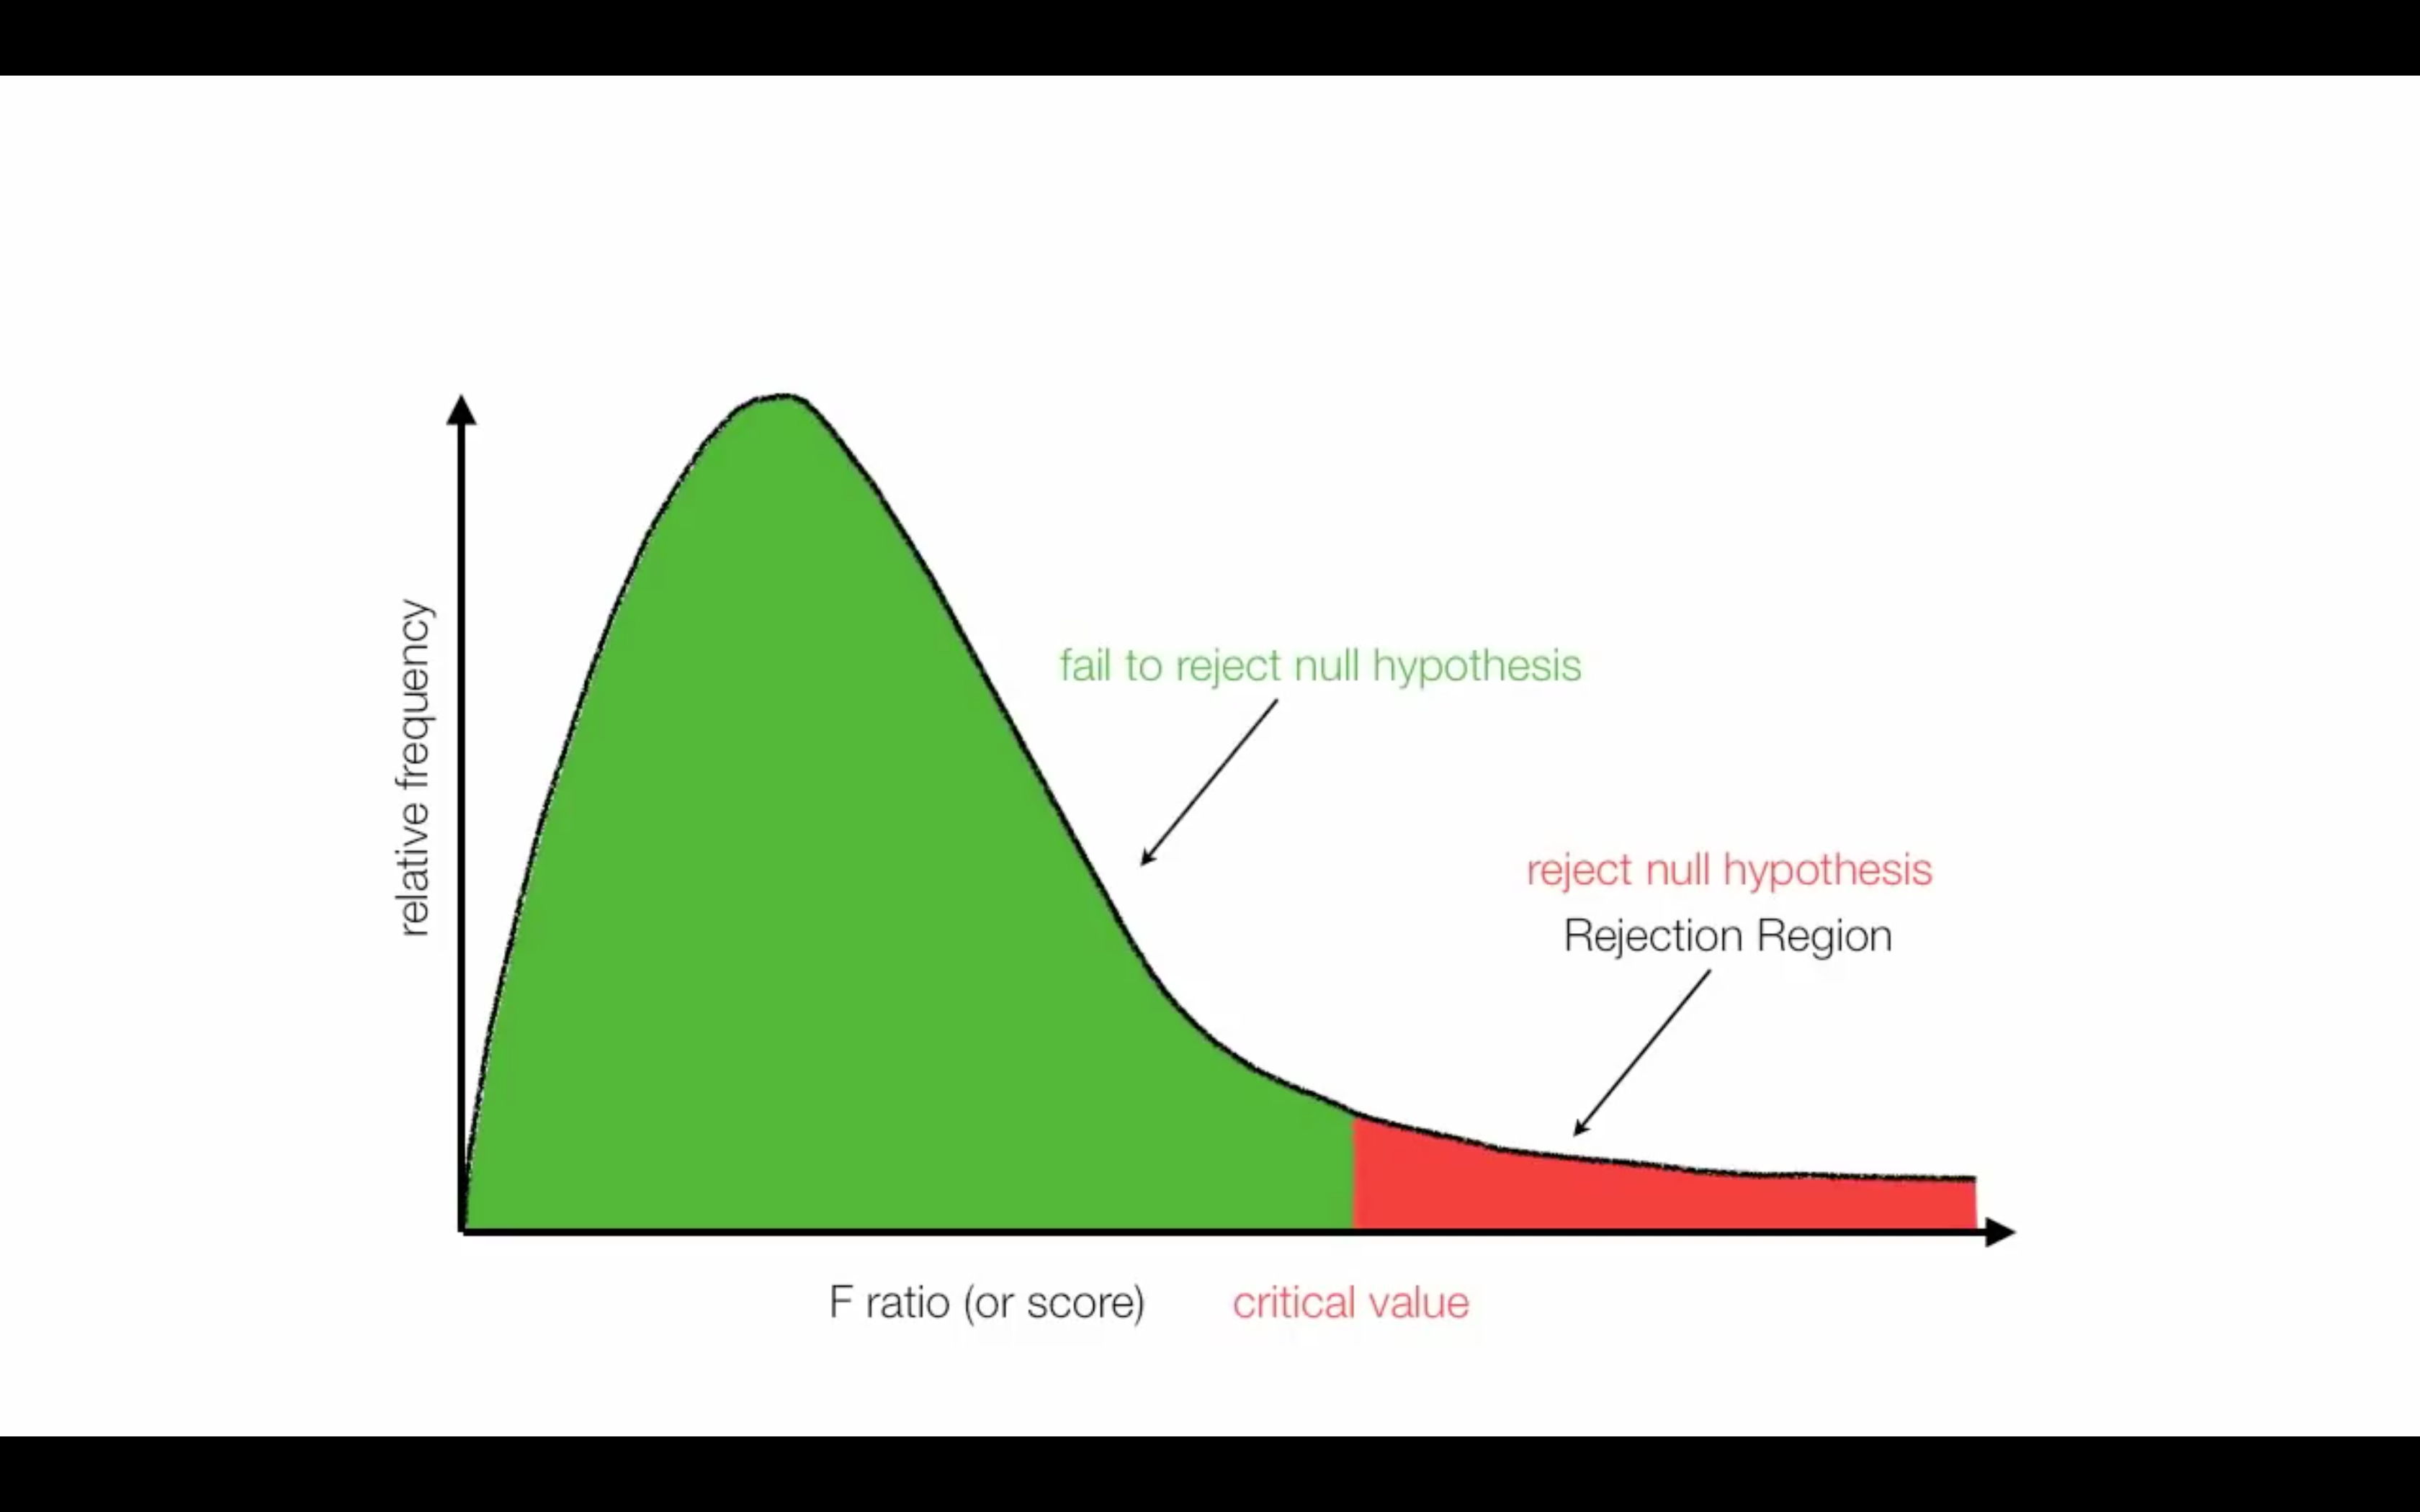 relative frequency
fail to reject null hypothesis
reject null hypothesis
Rejection Region
F ratio (or score)
critical value